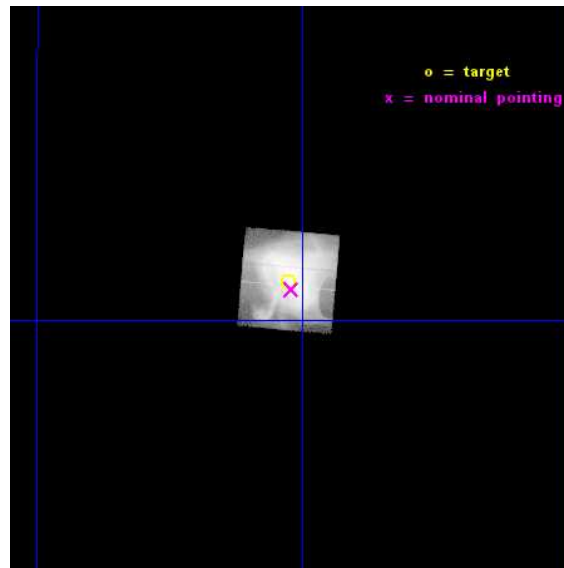 o = target
x = nominal pointing